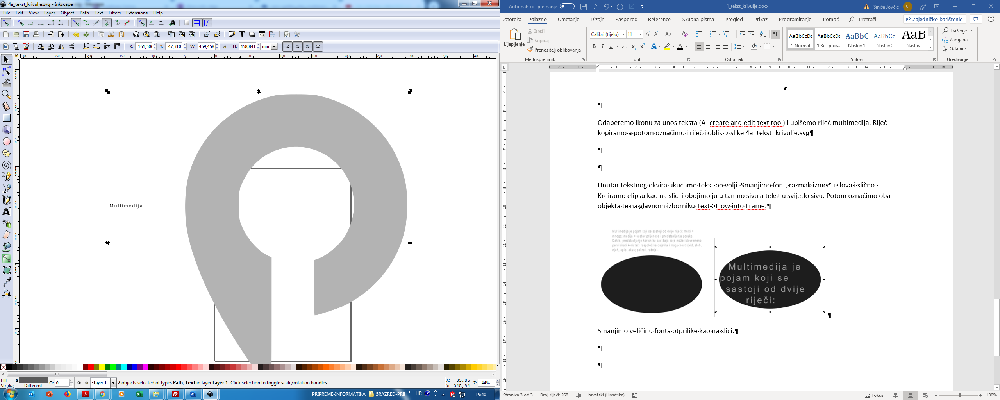 4a_tekst_krivulje.svg - Inkscape
File Edit View Layer Object Path Text Filters Extensions Help
X: -161,50 Y: -47,310 W: 459,458 H: 458,841 mm
Multimedija
Fill: a
Stroke: Different
O: 0
Layer 1
2 objects selected of types Path, Text in layer Layer 1. Click selection to toggle scale/rotation handles.
X: 39,85
Y: 345,94
Z: 44%
PRIPREME-INFORMATIKA
5RAZRED-PRIF
HR
19:40
Automatsko spremanje
4_tekst_krivulje.docx
Siniša Jovčić
SJ
Datoteka Polazno Umetanje Dizajn Raspored Reference Skupna pisma Pregled Prikaz Programiranje Pomoć Pretraži
Zajedničko korištenje
Lijepljenje
Izreži
Kopiraj
Prenositelj oblikovanja
Međuspremnik
Calibri (tijelo) 11
Font
Odlomak
AaBbCcDc AaBbCcDc AaBbC AaBbCcI AaB
¶ Normal ¶ Bez pror... Naslov 1 Naslov 2 Naslov
Stilovi
Traženje
Zamjena
Odabir
Uređivanje
¶
¶
Odaberemo·ikonu·za·unos·teksta·(A·-create·and·edit·text·tool)·i·upišemo·riječ·multimedija.·Riječ·
kopiramo·a·potom·označimo·i·riječ·i·oblik·iz·slike·4a_tekst_krivulje.svg¶
¶
¶
Unutar·tekstnog·okvira·ukucamo·tekst·po·volji.·Smanjimo·font,·razmak·između·slova·i·slično.·
Kreiramo·elipsu·kao·na·slici·i·obojimo·ju·u·tamno·sivu·a·tekst·u·svijetlo·sivu.·Potom·označimo·oba·
objekta·te·na·glavnom·izborniku·Text->Flow·into·Frame.¶
Multimedija je pojam koji se sastoji od dvije riječi: multi =
mnogo; medija = sustav prijenosa i predstavljanja poruke.
Dakle, predstavljanje korisniku sadržaja koje može istovremeno
percipirati koristeći raspoloživa osjetila i mogućnosti (vid, sluh,
njuh, opip, okus; pokret, radnja).
Multimedija je
pojam koji se
sastoji od dvije
riječi:
¶
Smanjimo·veličinu·fonta·otprilike·kao·na·slici:¶
¶
¶
Stranica 3 od 3
Broj riječi: 268
hrvatski (Hrvatska)
Fokus
130%